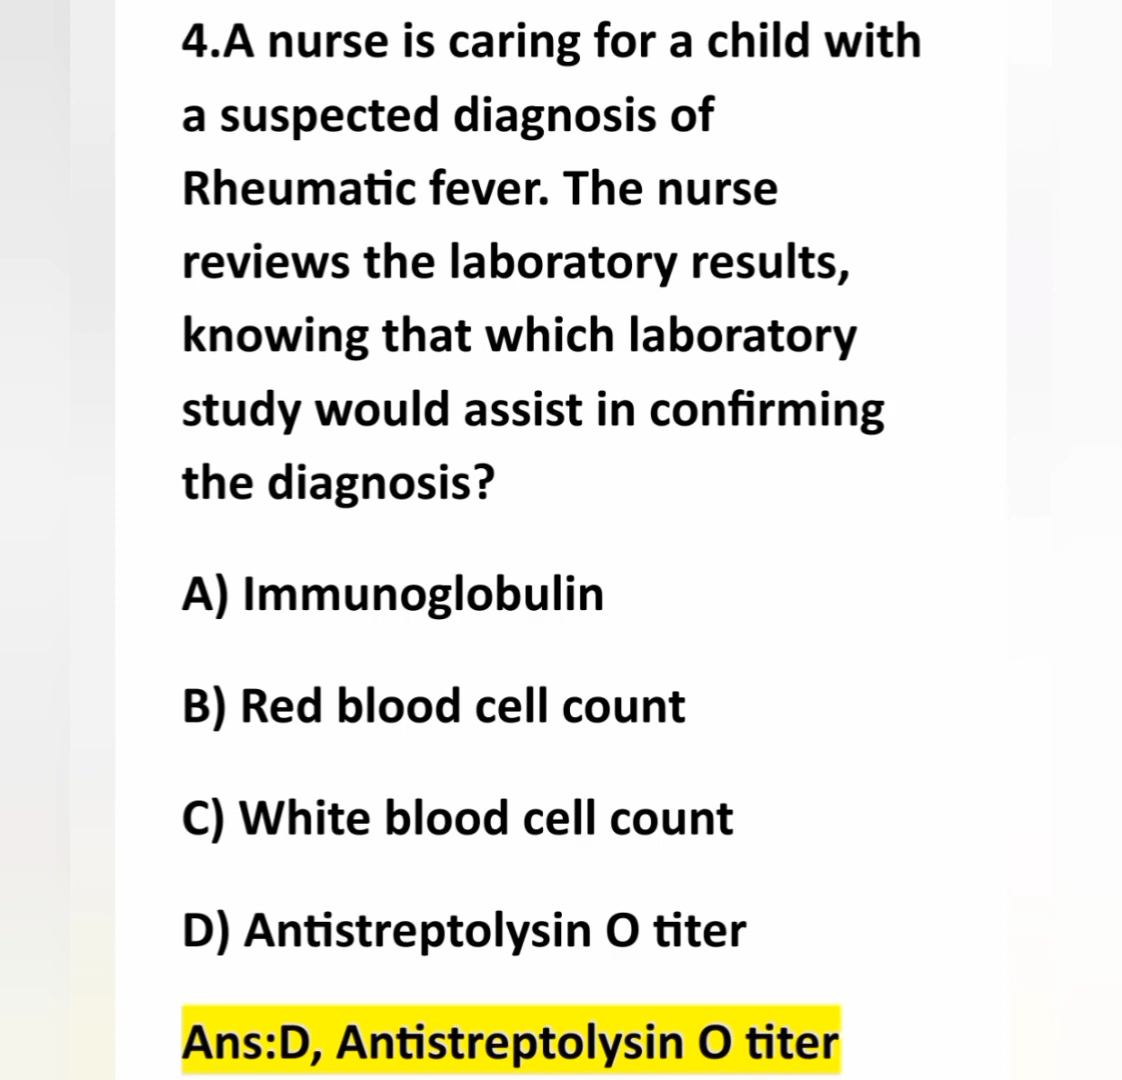 4.A nurse is caring for a child with
a suspected diagnosis of
Rheumatic fever. The nurse
reviews the laboratory results,
knowing that which laboratory
study would assist in confirming
the diagnosis?
A) Immunoglobulin
B) Red blood cell count
C) White blood cell count
D) Antistreptolysin O titer
Ans:D, Antistreptolysin O titer